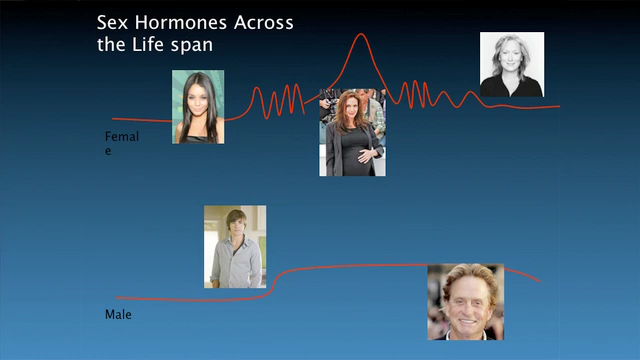 Sex Hormones Across
the Life span
Femal
e
Male